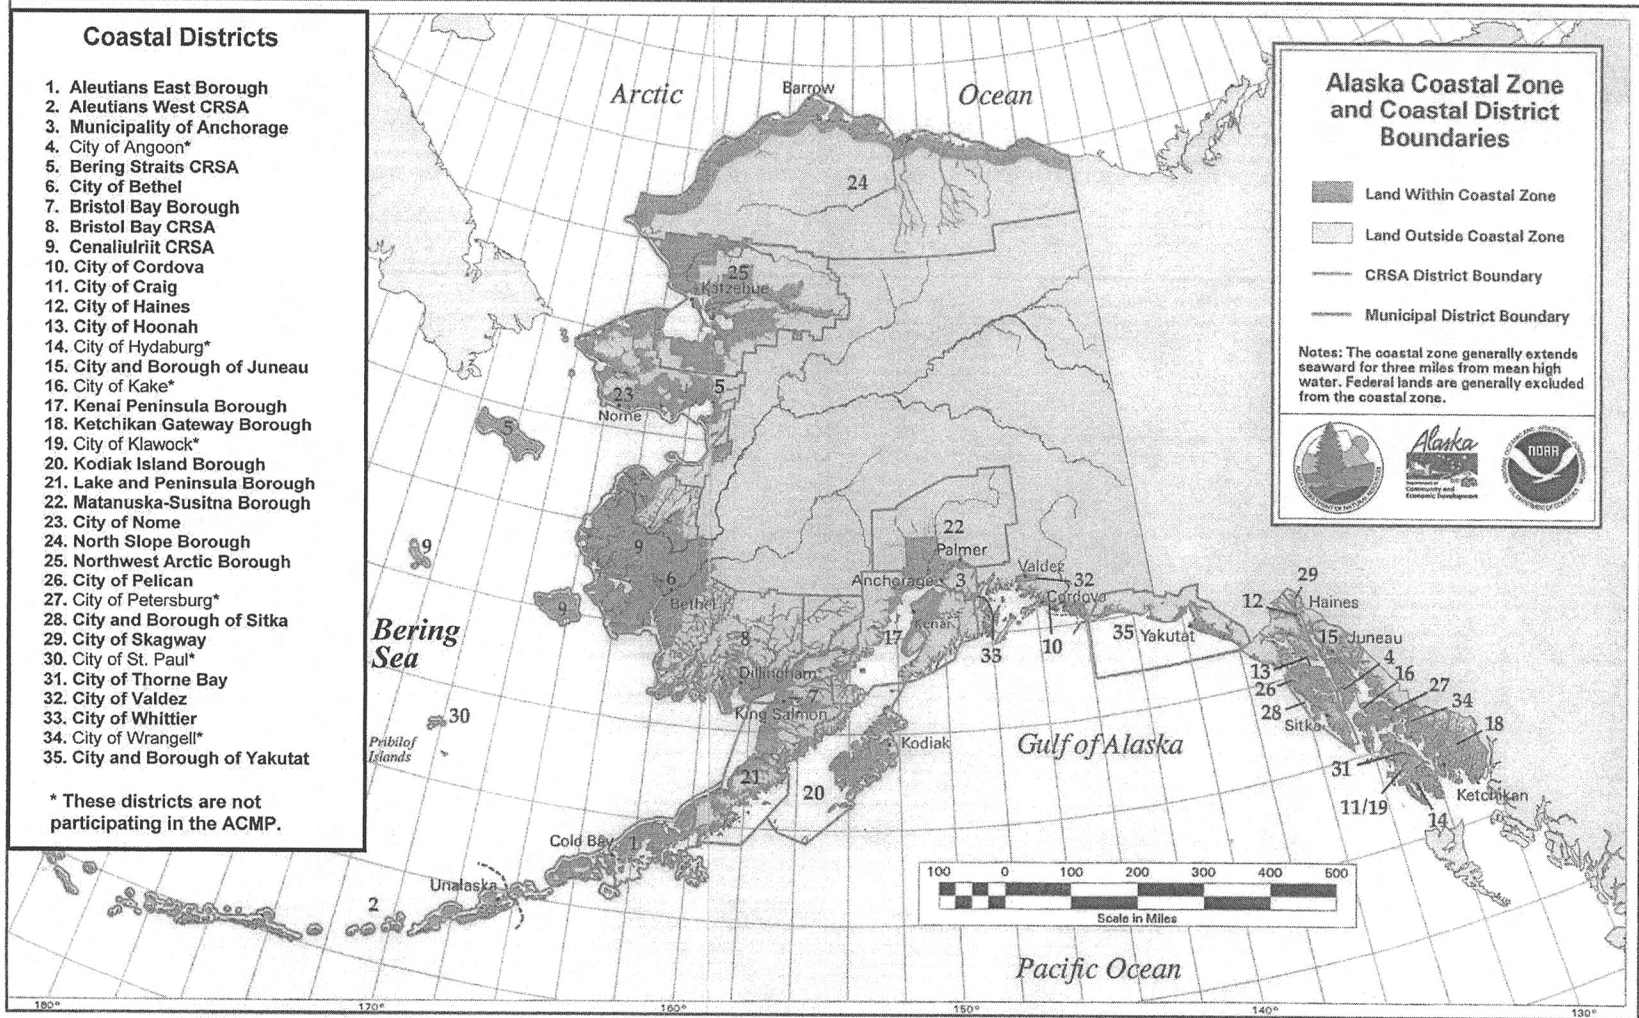 Coastal Districts
1. Aleutians East Borough
2. Aleutians West CRSA
3. Municipality of Anchorage
4. City of Angoon*
5. Bering Straits CRSA
6. City of Bethel
7. Bristol Bay Borough
8. Bristol Bay CRSA
9. Cenaliulriit CRSA
10. City of Cordova
11. City of Craig
12. City of Haines
13. City of Hoonah
14. City of Hydaburg*
15. City and Borough of Juneau
16. City of Kake*
17. Kenai Peninsula Borough
18. Ketchikan Gateway Borough
19. City of Klawock*
20. Kodiak Island Borough
21. Lake and Peninsula Borough
22. Matanuska-Susitna Borough
23. City of Nome
24. North Slope Borough
25. Northwest Arctic Borough
26. City of Pelican
27. City of Petersburg*
28. City and Borough of Sitka
29. City of Skagway
30. City of St. Paul*
31. City of Thorne Bay
32. City of Valdez
33. City of Whittier
34. City of Wrangell*
35. City and Borough of Yakutat
* These districts are not
participating in the ACMP.
Alaska Coastal Zone
and Coastal District
Boundaries
Land Within Coastal Zone
Land Outside Coastal Zone
CRSA District Boundary
Municipal District Boundary
Notes: The coastal zone generally extends
seaward for three miles from mean high
water. Federal lands are generally excluded
from the coastal zone.
Alaska
Department of
Community and
Economic Development
NOAA
Arctic Ocean
Barrow
24
25
Kotzebue
5
23
Nome
5
9
9
6
Bethel
9
Bering
Sea
30
Pribilof
Islands
22
Palmer
Anchorage
3
Valdez
32
Cordova
10
33
17
Kenai
8
Dillingham
7
King Salmon
35
Yakutat
29
12
Haines
15
Juneau
4
13
16
26
27
28
34
Sitka
18
31
11/19
14
Ketchikan
Kodiak
Gulf of Alaska
21
20
Cold Bay
1
Unalaska
2
100 0 100 200 300 400 500
Scale in Miles
Pacific Ocean
180° 170° 160° 150° 140° 130°